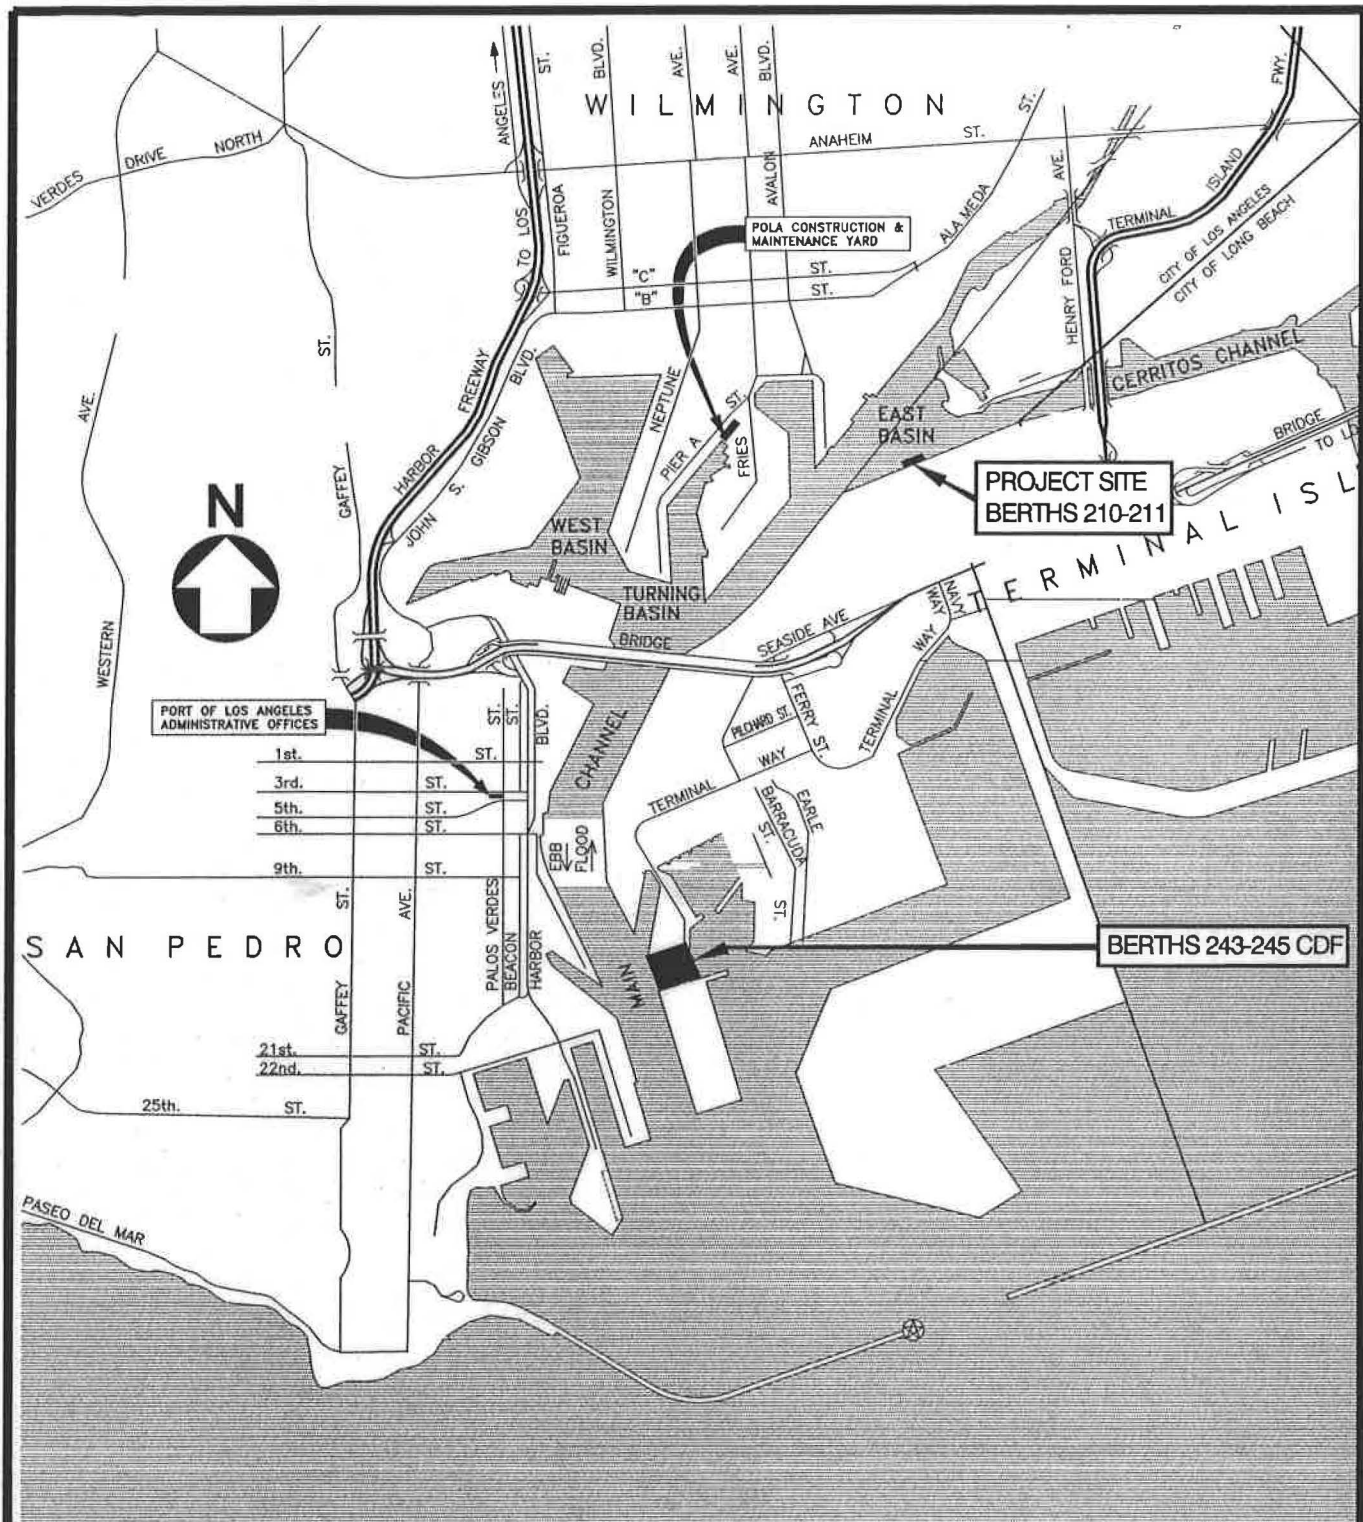 ANGELES
ST.
BLVD.
AVE.
AVE.
BLVD.
FWY.
WILMINGTON
ST.
ST.
ANAHEIM
VERDES DRIVE NORTH
AVALON
AVE.
ISLAND
TO LOS
FIGUEROA
WILMINGTON
POLA CONSTRUCTION &
MAINTENANCE YARD
ALAMEDA
TERMINAL
CITY OF LOS ANGELES
CITY OF LONG BEACH
"C" ST.
"B" ST.
HENRY FORD
ST.
BLVD.
FREEWAY
NEPTUNE
ST.
CERRITOS CHANNEL
AVE.
EAST
BASIN
BRIDGE
GIBSON
PIER A
FRIES
TO LO
HARBOR
S.
JOHN
GAFFEY
PROJECT SITE
BERTHS 210-211
N
WEST
BASIN
TERMINAL ISL
TURNING
BASIN
NAVY
WAY
BRIDGE
SEASIDE AVE
WAY
WESTERN
PORT OF LOS ANGELES
ADMINISTRATIVE OFFICES
ST.
ST.
BLVD.
FERRY ST.
PILCHARD ST.
TERMINAL
1st. ST.
CHANNEL
WAY
3rd. ST.
TERMINAL
5th. ST.
6th. ST.
EARLE
BARRACUDA
ST.
EBB
FLOOD
9th. ST.
ST.
AVE.
PALOS VERDES
BEACON
HARBOR
ST.
SAN PEDRO
BERTHS 243-245 CDF
MAIN
GAFFEY
PACIFIC
21st. ST.
22nd. ST.
25th. ST.
PASEO DEL MAR